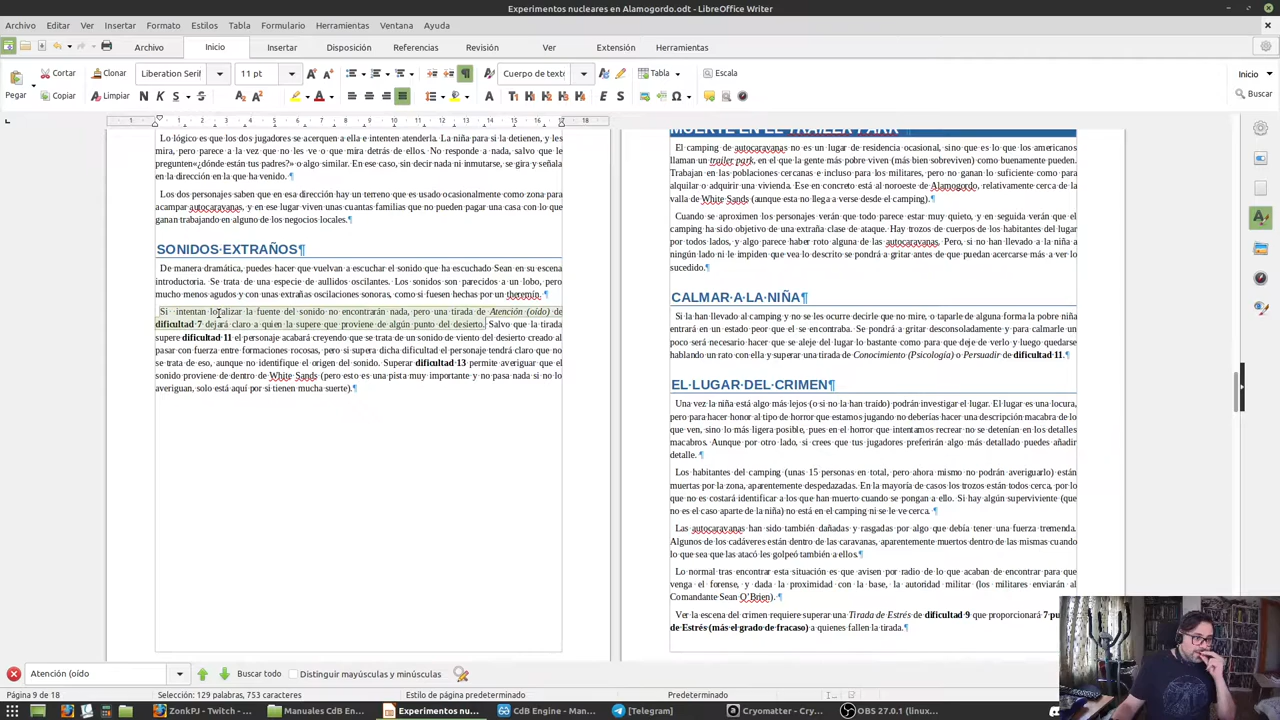 Experimentos nucleares en Alamogordo.odt - LibreOffice Writer
Archivo Editar Ver Insertar Formato Estilos Tabla Formulario Herramientas Ventana Ayuda
Archivo Inicio Insertar Disposición Referencias Revisión Ver Extensión Herramientas
Pegar Cortar Clonar Liberation Serif 11 pt Cuerpo de texto Tabla Escala Inicio
Copiar Limpiar Buscar
Lo lógico es que los dos jugadores se acerquen a ella e intenten atenderla. La niña para si la detienen, y les
mira, pero parece a la vez que no les ve o que mira detrás de ellos. No responde a nada, salvo que le
pregunten«¿dónde están tus padres?» o algo similar. En ese caso, sin decir nada ni inmutarse, se gira y señala
en la dirección en la que ha venido. ¶
Los dos personajes saben que en esa dirección hay un terreno que es usado ocasionalmente como zona para
acampar autocaravanas, y en ese lugar viven unas cuantas familias que no pueden pagar una casa con lo que
ganan trabajando en alguno de los negocios locales.¶
SONIDOS·EXTRAÑOS¶
De manera dramática, puedes hacer que vuelvan a escuchar el sonido que ha escuchado Sean en su escena
introductoria. Se trata de una especie de aullidos oscilantes. Los sonidos son parecidos a un lobo, pero
mucho menos agudos y con unas extrañas oscilaciones sonoras, como si fuesen hechas por un theremín. ¶
Si intentan localizar la fuente del sonido no encontrarán nada, pero una tirada de Atención (oído) de
dificultad 7 dejará claro a quien la supere que proviene de algún punto del desierto. Salvo que la tirada
supere dificultad 11 el personaje acabará creyendo que se trata de un sonido de viento del desierto creado al
pasar con fuerza entre formaciones rocosas, pero si supera dicha dificultad el personaje tendrá claro que no
se trata de eso, aunque no identifique el origen del sonido. Superar dificultad 13 permite averiguar que el
sonido proviene de dentro de White Sands (pero esto es una pista muy importante y no pasa nada si no lo
averiguan, solo está aquí por si tienen mucha suerte).¶
MUERTE EN EL TRAILER PARK ¶
El camping de autocaravanas no es un lugar de residencia ocasional, sino que es lo que los americanos
llaman un trailer park, en el que la gente más pobre viven (más bien sobreviven) como buenamente pueden.
Trabajan en las poblaciones cercanas e incluso para los militares, pero no ganan lo suficiente como para
alquilar o adquirir una vivienda. Ese en concreto está al noroeste de Alamogordo, relativamente cerca de la
valla de White Sands (aunque esta no llega a verse desde el camping).¶
Cuando se aproximen los personajes verán que todo parece estar muy quieto, y en seguida verán que el
camping ha sido objetivo de una extraña clase de ataque. Hay trozos de cuerpos de los habitantes del lugar
por todos lados, y algo parece haber roto alguna de las autocaravanas. Pero, si no han llevado a la niña a
ningún lado ni le impiden que vea lo descrito se pondrá a gritar antes de que puedan acercarse más a ver lo
sucedido.¶
CALMAR·A·LA·NIÑA¶
Si la han llevado al camping y no se les ocurre decirle que no mire, o taparle de alguna forma la pobre niña
entrará en un estado peor que el se encontraba. Se pondrá a gritar desconsoladamente y para calmarle un
poco será necesario hacer que se aleje del lugar lo bastante como para que deje de verlo y luego quedarse
hablando un rato con ella y superar una tirada de Conocimiento (Psicología) o Persuadir de dificultad 11.¶
EL·LUGAR·DEL·CRIMEN¶
Una vez la niña está algo más lejos (o si no la han traído) podrán investigar el lugar. El lugar es una locura,
pero para hacer honor al tipo de horror que estamos jugando no deberías hacer una descripción macabra de lo
que ven, sino lo más ligera posible, pues en el horror que intentamos recrear no se detenían en los detalles
macabros. Aunque por otro lado, si crees que tus jugadores preferirán algo más detallado puedes añadir
detalle. ¶
Los habitantes del camping (unas 15 personas en total, pero ahora mismo no podrán averiguarlo) están
muertas por la zona, aparentemente despedazadas. En la mayoría de casos los trozos están todos cerca, por lo
que no es costará identificar a los que han muerto cuando se pongan a ello. Si hay algún superviviente (que
no es el caso aparte de la niña) no está en el camping ni se le ve cerca. ¶
Las autocaravanas han sido también dañadas y rasgadas por algo que debía tener una fuerza tremenda.
Algunos de los cadáveres están dentro de las caravanas, aparentemente muertos dentro de las mismas cuando
lo que sea que las atacó les golpeó también a ellos.¶
Lo normal tras encontrar esta situación es que avisen por radio de lo que acaban de encontrar para que
venga el forense, y dada la proximidad con la base, la autoridad militar (los militares enviarán al
Comandante Sean O'Brien). ¶
Ver la escena del crimen requiere superar una Tirada de Estrés de dificultad 9 que proporcionará 7
de Estrés (más el grado de fracaso) a quienes fallen la tirada.¶
Atención (oído Buscar todo Distinguir mayúsculas y minúsculas
Página 9 de 18 Selección: 129 palabras, 753 caracteres Estilo de página predeterminado Predeterminado
ZonkPJ - Twitch - ... Manuales CdB En... Experimentos nu... CdB Engine - Man... [Telegram] Cryomatter - Cry... OBS 27.0.1 (linux...